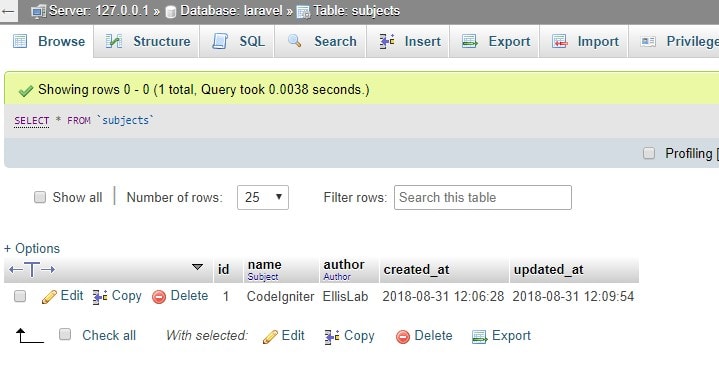 Server: 127.0.0.1 » Database: laravel » Table: subjects
Browse Structure SQL Search Insert Export Import Privilege
Showing rows 0 - 0 (1 total, Query took 0.0038 seconds.)
SELECT * FROM `subjects`
Profiling [
Show all | Number of rows: 25 Filter rows: Search this table
+ Options
id name author created_at updated_at
Subject Author
Edit Copy Delete 1 CodeIgniter EllisLab 2018-08-31 12:06:28 2018-08-31 12:09:54
Check all With selected: Edit Copy Delete Export